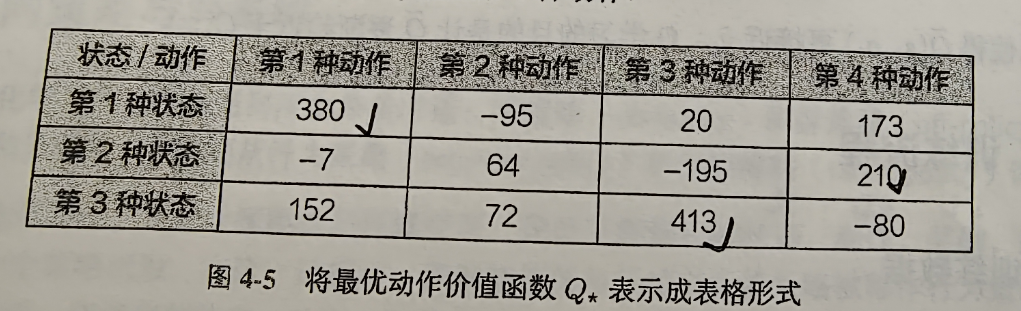 状态 / 动作 第 1 种动作 第 2 种动作 第 3 种动作 第 4 种动作
第 1 种状态 380 −95 20 173
第 2 种状态 −7 64 −195 210
第 3 种状态 152 72 413 −80
图 4-5 将最优动作价值函数 Q⋆ 表示成表格形式